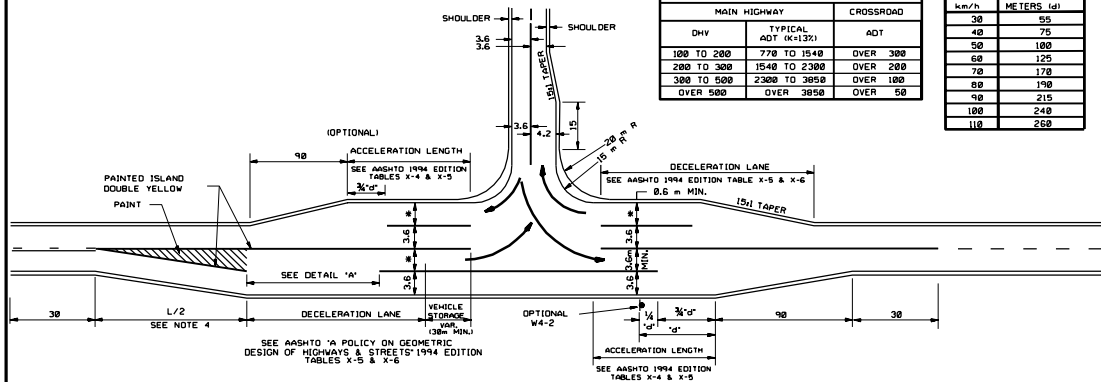 SHOULDER
SHOULDER
3.6
3.6
15:1 TAPER
3.6
4.2
15
20 m R
15 m R
MAIN HIGHWAY CROSSROAD
DHV TYPICAL ADT (K=13%) ADT
100 TO 200 770 TO 1540 OVER 300
200 TO 300 1540 TO 2300 OVER 200
300 TO 500 2300 TO 3850 OVER 100
OVER 500 OVER 3850 OVER 50
km/h METERS (d)
30 55
40 75
50 100
60 125
70 170
80 190
90 215
100 240
110 260
(OPTIONAL)
90
ACCELERATION LENGTH
SEE AASHTO 1994 EDITION
TABLES X-4 & X-5
¾"d"
PAINTED ISLAND
DOUBLE YELLOW
PAINT
DECELERATION LANE
SEE AASHTO 1994 EDITION TABLE X-5 & X-6
0.6 m MIN.
15:1 TAPER
*
3.6
*
3.6
*
3.6
3.6m MIN.
3.6
SEE DETAIL 'A'
30
L/2
SEE NOTE 4
DECELERATION LANE
VEHICLE
STORAGE
VAR.
(30m MIN.)
SEE AASHTO 'A POLICY ON GEOMETRIC
DESIGN OF HIGHWAYS & STREETS' 1994 EDITION
TABLES X-5 & X-6
OPTIONAL
W4-2
¼ "d"
¾"d"
"d"
90
30
ACCELERATION LENGTH
SEE AASHTO 1994 EDITION
TABLES X-4 & X-5